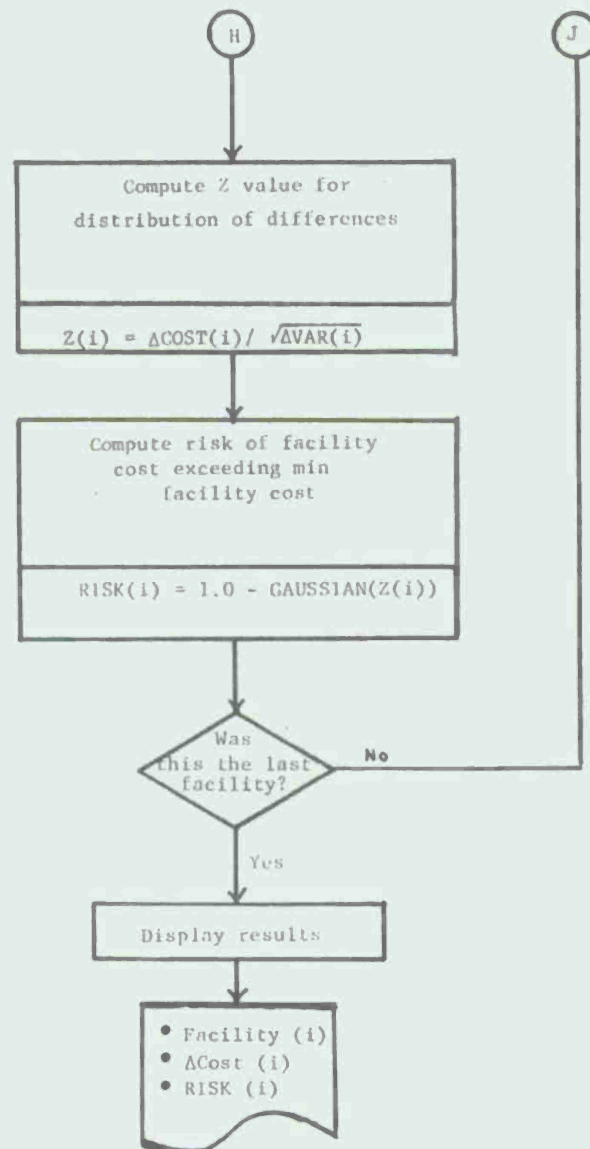 H
J
Compute Z value for
distribution of differences
Z(i) = ΔCOST(i)/ √ΔVAR(i)
Compute risk of facility
cost exceeding min
facility cost
RISK(i) = 1.0 - GAUSSIAN(Z(i))
Was
this the last
facility?
No
Yes
Display results
• Facility (i)
• ΔCost (i)
• RISK (i)